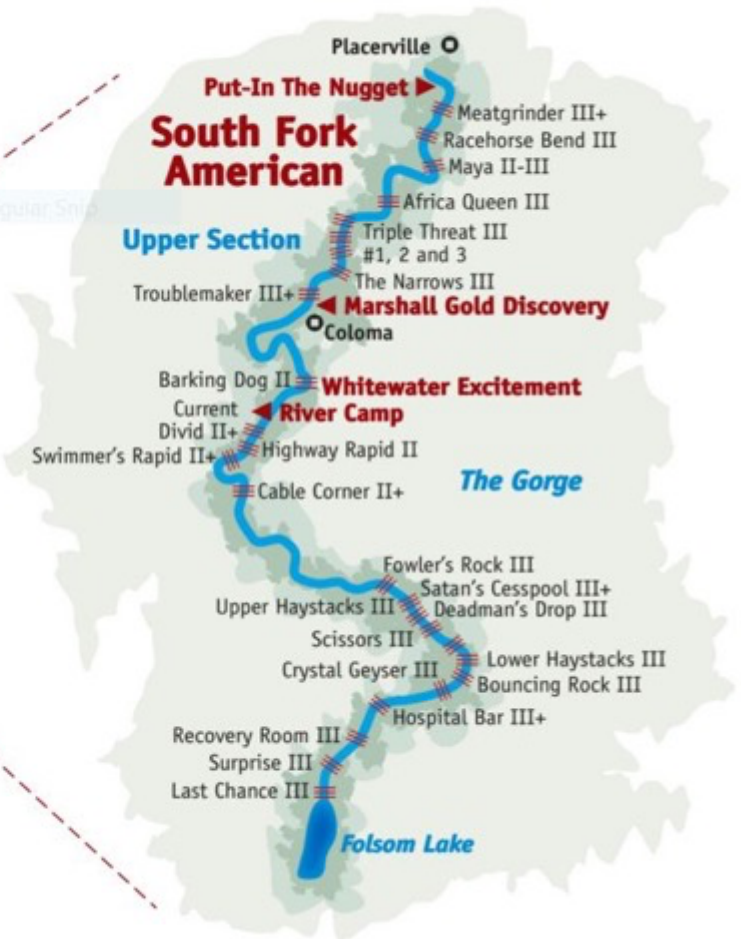 Placerville
Put-In The Nugget
South Fork
American
Meatgrinder III+
Racehorse Bend III
Maya II-III
Africa Queen III
Upper Section
Triple Threat III
#1, 2 and 3
The Narrows III
Troublemaker III+
Marshall Gold Discovery
Coloma
Barking Dog II
Whitewater Excitement
River Camp
Current
Divid II+
Highway Rapid II
Swimmer's Rapid II+
Cable Corner II+
The Gorge
Fowler's Rock III
Satan's Cesspool III+
Upper Haystacks III
Deadman's Drop III
Scissors III
Lower Haystacks III
Crystal Geyser III
Bouncing Rock III
Hospital Bar III+
Recovery Room III
Surprise III
Last Chance III
Folsom Lake